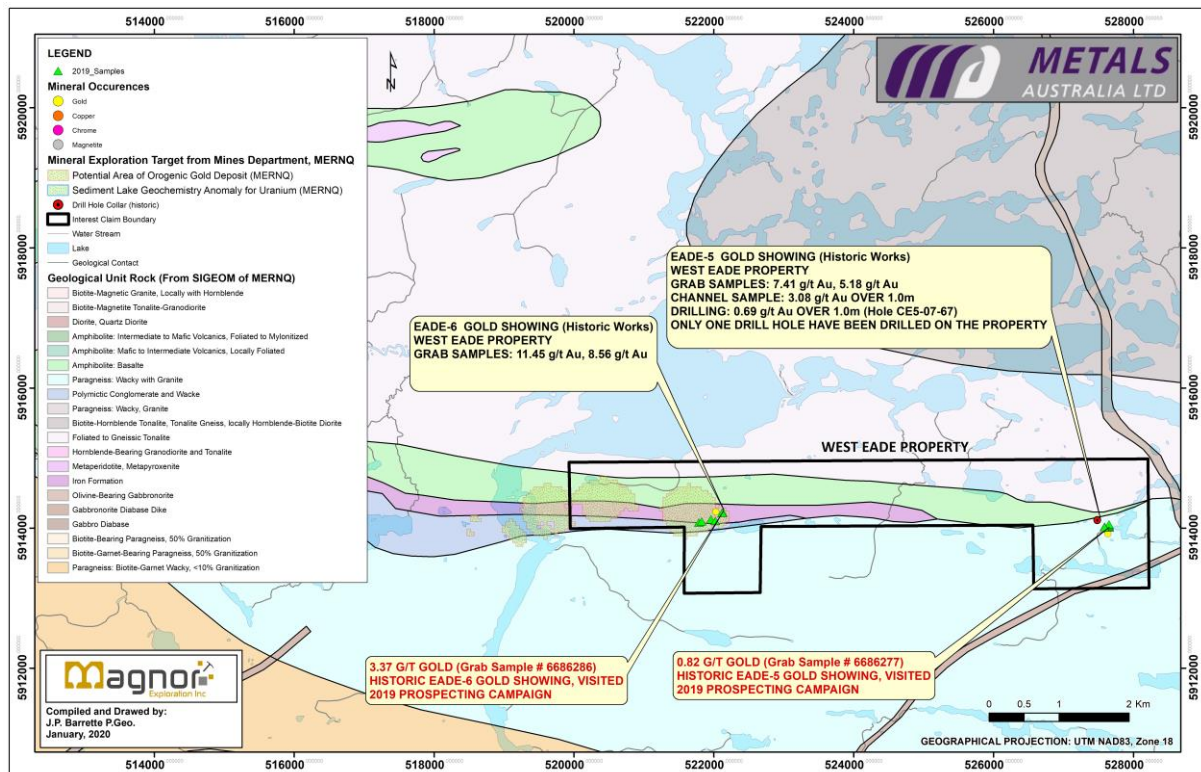 514000 516000 518000 520000 522000 524000 526000 528000
METALS
AUSTRALIA LTD
LEGEND
2019_Samples
Mineral Occurences
Gold
Copper
Chrome
Magnetite
Mineral Exploration Target from Mines Department, MERNQ
Potential Area of Orogenic Gold Deposit (MERNQ)
Sediment Lake Geochemistry Anomaly for Uranium (MERNQ)
Drill Hole Collar (historic)
Interest Claim Boundary
Water Stream
Lake
Geological Contact
Geological Unit Rock (From SIGEOM of MERNQ)
Biotite-Magnetic Granite, Locally with Hornblende
Biotite-Magnetite Tonalite-Granodiorite
Diorite, Quartz Diorite
Amphibolite: Intermediate to Mafic Volcanics, Foliated to Mylonitized
Amphibolite: Mafic to Intermediate Volcanics, Locally Foliated
Amphibolite: Basalte
Paragneiss: Wacky with Granite
Polymictic Conglomerate and Wacke
Paragneiss: Wacky, Granite
Biotite-Hornblende Tonalite, Tonalite Gneiss, locally Hornblende-Biotite Diorite
Foliated to Gneissic Tonalite
Hornblende-Bearing Granodiorite and Tonalite
Metaperidotite, Metapyroxenite
Iron Formation
Olivine-Bearing Gabbronorite
Gabbronorite Diabase Dike
Gabbro Diabase
Biotite-Bearing Paragneiss, 50% Granitization
Biotite-Garnet-Bearing Paragneiss, 50% Granitization
Paragneiss: Biotite-Garnet Wacky, <10% Granitization
N
EADE-5 GOLD SHOWING (Historic Works)
WEST EADE PROPERTY
GRAB SAMPLES: 7.41 g/t Au, 5.18 g/t Au
CHANNEL SAMPLE: 3.08 g/t Au OVER 1.0m
DRILLING: 0.69 g/t Au OVER 1.0m (Hole CE5-07-67)
ONLY ONE DRILL HOLE HAVE BEEN DRILLED ON THE PROPERTY
EADE-6 GOLD SHOWING (Historic Works)
WEST EADE PROPERTY
GRAB SAMPLES: 11.45 g/t Au, 8.56 g/t Au
WEST EADE PROPERTY
3.37 G/T GOLD (Grab Sample # 6686286)
HISTORIC EADE-6 GOLD SHOWING, VISITED
2019 PROSPECTING CAMPAIGN
0.82 G/T GOLD (Grab Sample # 6686277)
HISTORIC EADE-5 GOLD SHOWING, VISITED
2019 PROSPECTING CAMPAIGN
Magnor
Exploration Inc
Compiled and Drawed by:
J.P. Barrette P.Geo.
January, 2020
0 0.5 1 2 Km
GEOGRAPHICAL PROJECTION: UTM NAD83, Zone 18
5920000
5918000
5916000
5914000
5912000
5920000
5918000
5916000
5914000
5912000
514000 516000 518000 520000 522000 524000 526000 528000